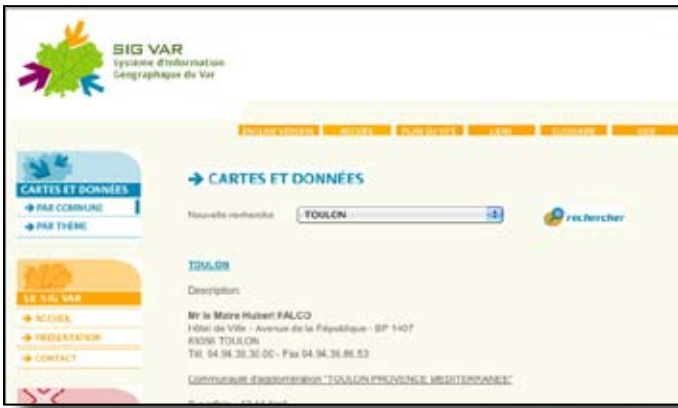 SIG VAR
Système d'Information
Géographique du Var
ENGLISH VERSION ACCUEIL PLAN DU SITE LIENS GLOSSAIRE AIDE
CARTES ET DONNÉES
PAR COMMUNE
PAR THÈME
CARTES ET DONNÉES
Nouvelle recherche TOULON rechercher
LE SIG VAR
ACCUEIL
PRÉSENTATION
CONTACT
TOULON
Description:
Mr le Maire Hubert FALCO
Hôtel de Ville - Avenue de la République - BP 1407
83056 TOULON
Tél. 04.94.36.30.00 - Fax 04.94.36.86.53
Communauté d'agglomération "TOULON PROVENCE MEDITERRANEE"